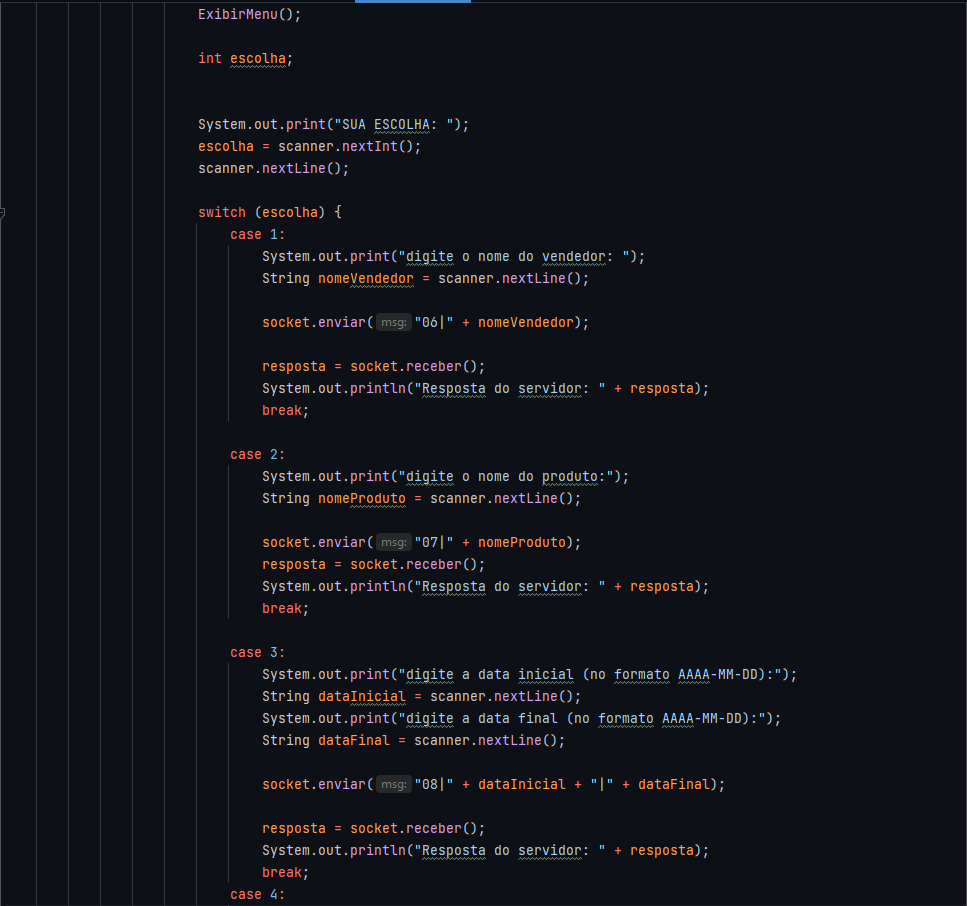 ExibirMenu();
int escolha;
System.out.print("SUA ESCOLHA: ");
escolha = scanner.nextInt();
scanner.nextLine();
switch (escolha) {
case 1:
System.out.print("digite o nome do vendedor: ");
String nomeVendedor = scanner.nextLine();
socket.enviar( msg: "06|" + nomeVendedor);
resposta = socket.receber();
System.out.println("Resposta do servidor: " + resposta);
break;
case 2:
System.out.print("digite o nome do produto:");
String nomeProduto = scanner.nextLine();
socket.enviar( msg: "07|" + nomeProduto);
resposta = socket.receber();
System.out.println("Resposta do servidor: " + resposta);
break;
case 3:
System.out.print("digite a data inicial (no formato AAAA-MM-DD):");
String dataInicial = scanner.nextLine();
System.out.print("digite a data final (no formato AAAA-MM-DD):");
String dataFinal = scanner.nextLine();
socket.enviar( msg: "08|" + dataInicial + "|" + dataFinal);
resposta = socket.receber();
System.out.println("Resposta do servidor: " + resposta);
break;
case 4: